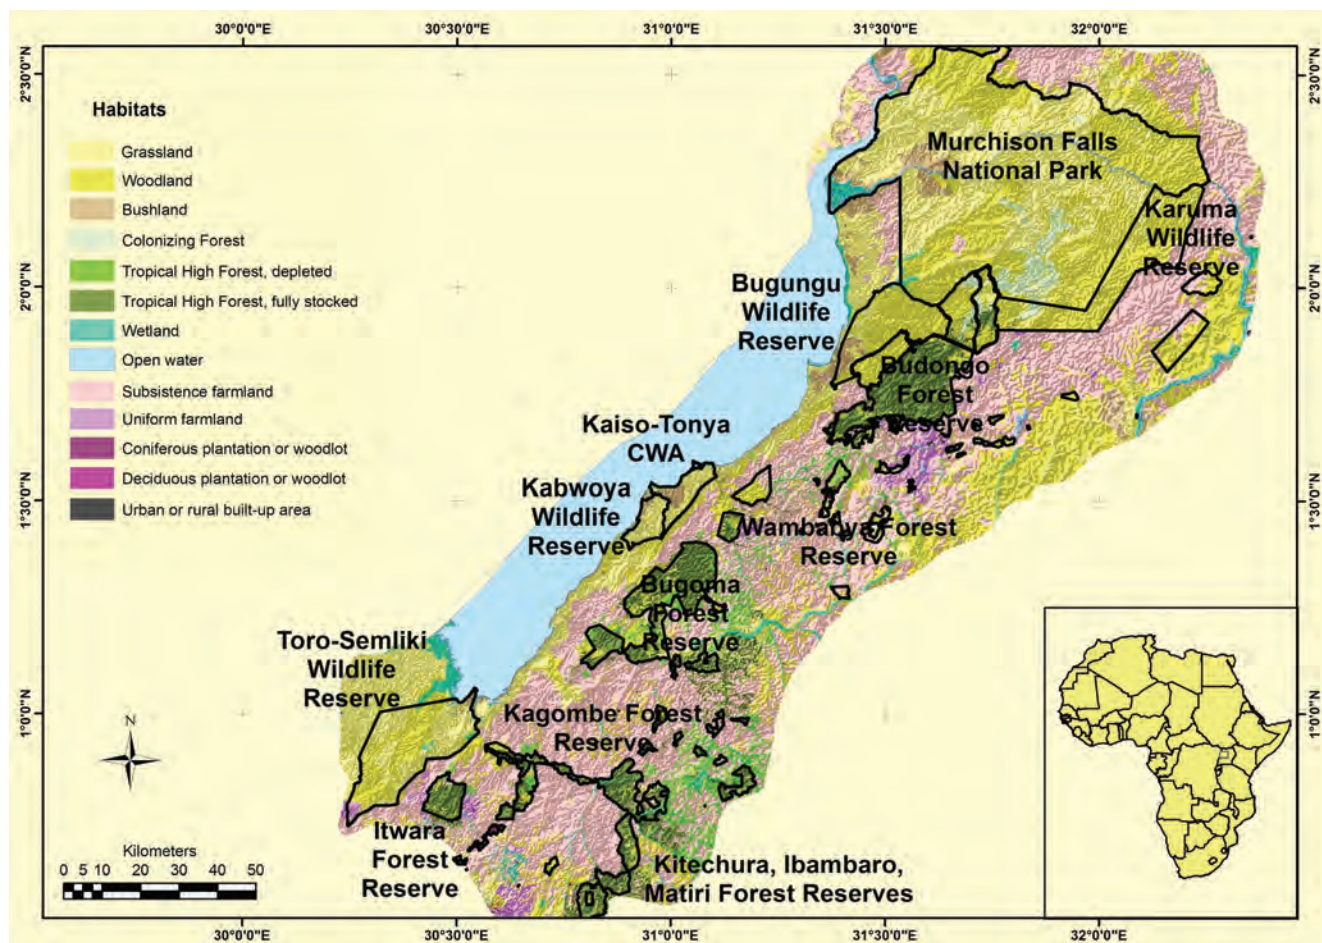 30°0'0"E
30°30'0"E
31°0'0"E
31°30'0"E
32°0'0"E
2°30'0"N
2°30'0"N
2°0'0"N
2°0'0"N
1°30'0"N
1°30'0"N
1°0'0"N
1°0'0"N
Habitats
Grassland
Woodland
Bushland
Colonizing Forest
Tropical High Forest, depleted
Tropical High Forest, fully stocked
Wetland
Open water
Subsistence farmland
Uniform farmland
Coniferous plantation or woodlot
Deciduous plantation or woodlot
Urban or rural built-up area
Murchison Falls
National Park
Karuma
Wildlife
Reserve
Bugungu
Wildlife
Reserve
Budongo
Forest
Reserve
Kaiso-Tonya
CWA
Kabwoya
Wildlife
Reserve
Wambabya Forest
Reserve
Bugoma
Forest
Reserve
Toro-Semliki
Wildlife
Reserve
Kagombe Forest
Reserve
Itwara
Forest
Reserve
Kitechura, Ibambaro,
Matiri Forest Reserves
N
Kilometers
0 5 10 20 30 40 50
30°0'0"E
30°30'0"E
31°0'0"E
31°30'0"E
32°0'0"E